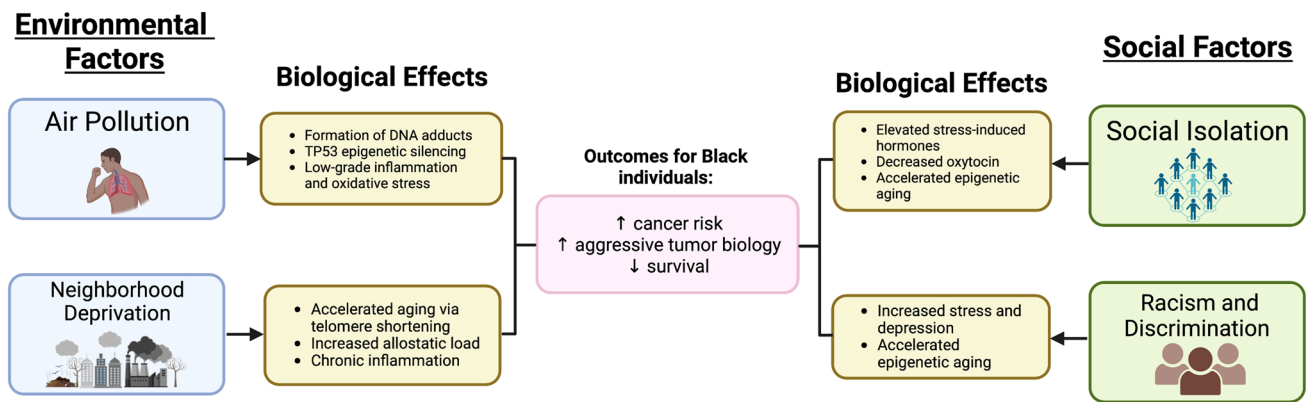 Environmental
Factors
Biological Effects
Air Pollution
• Formation of DNA adducts
• TP53 epigenetic silencing
• Low-grade inflammation
and oxidative stress
Neighborhood
Deprivation
• Accelerated aging via
telomere shortening
• Increased allostatic load
• Chronic inflammation
Outcomes for Black
individuals:
↑ cancer risk
↑ aggressive tumor biology
↓ survival
Social Factors
Biological Effects
• Elevated stress-induced
hormones
• Decreased oxytocin
• Accelerated epigenetic
aging
Social Isolation
• Increased stress and
depression
• Accelerated
epigenetic aging
Racism and
Discrimination